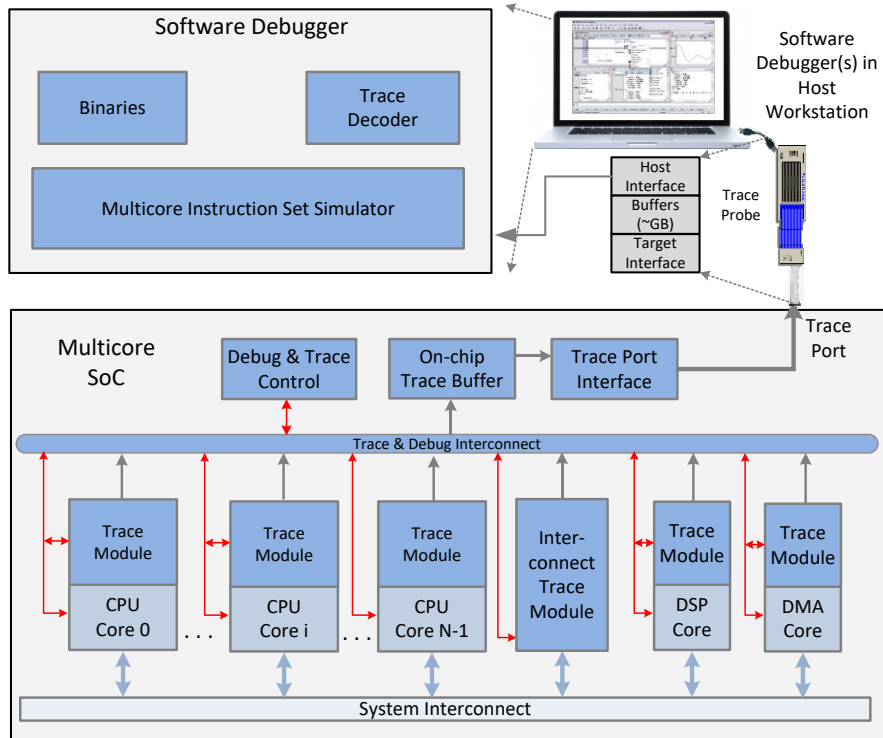 Software Debugger
Binaries
Trace
Decoder
Multicore Instruction Set Simulator
Software
Debugger(s) in
Host
Workstation
Host
Interface
Buffers
(~GB)
Target
Interface
Trace
Probe
Trace
Port
Multicore
SoC
Debug & Trace
Control
On-chip
Trace Buffer
Trace Port
Interface
Trace & Debug Interconnect
Trace
Module
CPU
Core 0
. . .
Trace
Module
CPU
Core i
. . .
Trace
Module
CPU
Core N-1
Inter-
connect
Trace
Module
Trace
Module
DSP
Core
Trace
Module
DMA
Core
System Interconnect